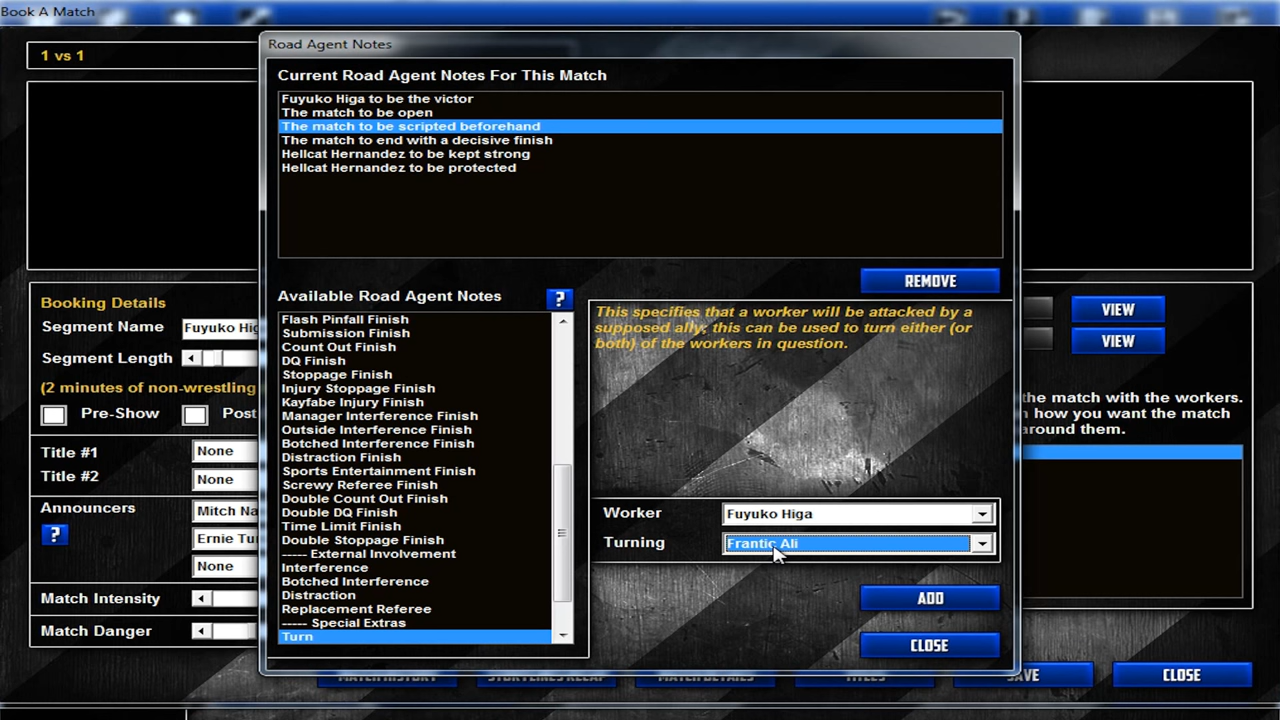 Book A Match
1 vs 1
Road Agent Notes
Current Road Agent Notes For This Match
Fuyuko Higa to be the victor
The match to be open
The match to be scripted beforehand
The match to end with a decisive finish
Hellcat Hernandez to be kept strong
Hellcat Hernandez to be protected
REMOVE
Available Road Agent Notes
?
Flash Pinfall Finish
Submission Finish
Count Out Finish
DQ Finish
Stoppage Finish
Injury Stoppage Finish
Kayfabe Injury Finish
Manager Interference Finish
Outside Interference Finish
Botched Interference Finish
Distraction Finish
Sports Entertainment Finish
Screwy Referee Finish
Double Count Out Finish
Double DQ Finish
Time Limit Finish
Double Stoppage Finish
----- External Involvement
Interference
Botched Interference
Distraction
Replacement Referee
----- Special Extras
Turn
This specifies that a worker will be attacked by a
supposed ally; this can be used to turn either (or
both) of the workers in question.
Worker
Fuyuko Higa
Turning
Frantic Ali
ADD
CLOSE
Booking Details
Segment Name
Fuyuko Hig
Segment Length
(2 minutes of non-wrestling
Pre-Show
Post
Title #1
None
Title #2
None
Announcers
Mitch Na
?
Ernie Tu
None
Match Intensity
Match Danger
VIEW
VIEW
the match with the workers.
how you want the match
around them.
MATCH HISTORY
STORYLINES RECAP
MATCH DETAILS
TITLES
SAVE
CLOSE